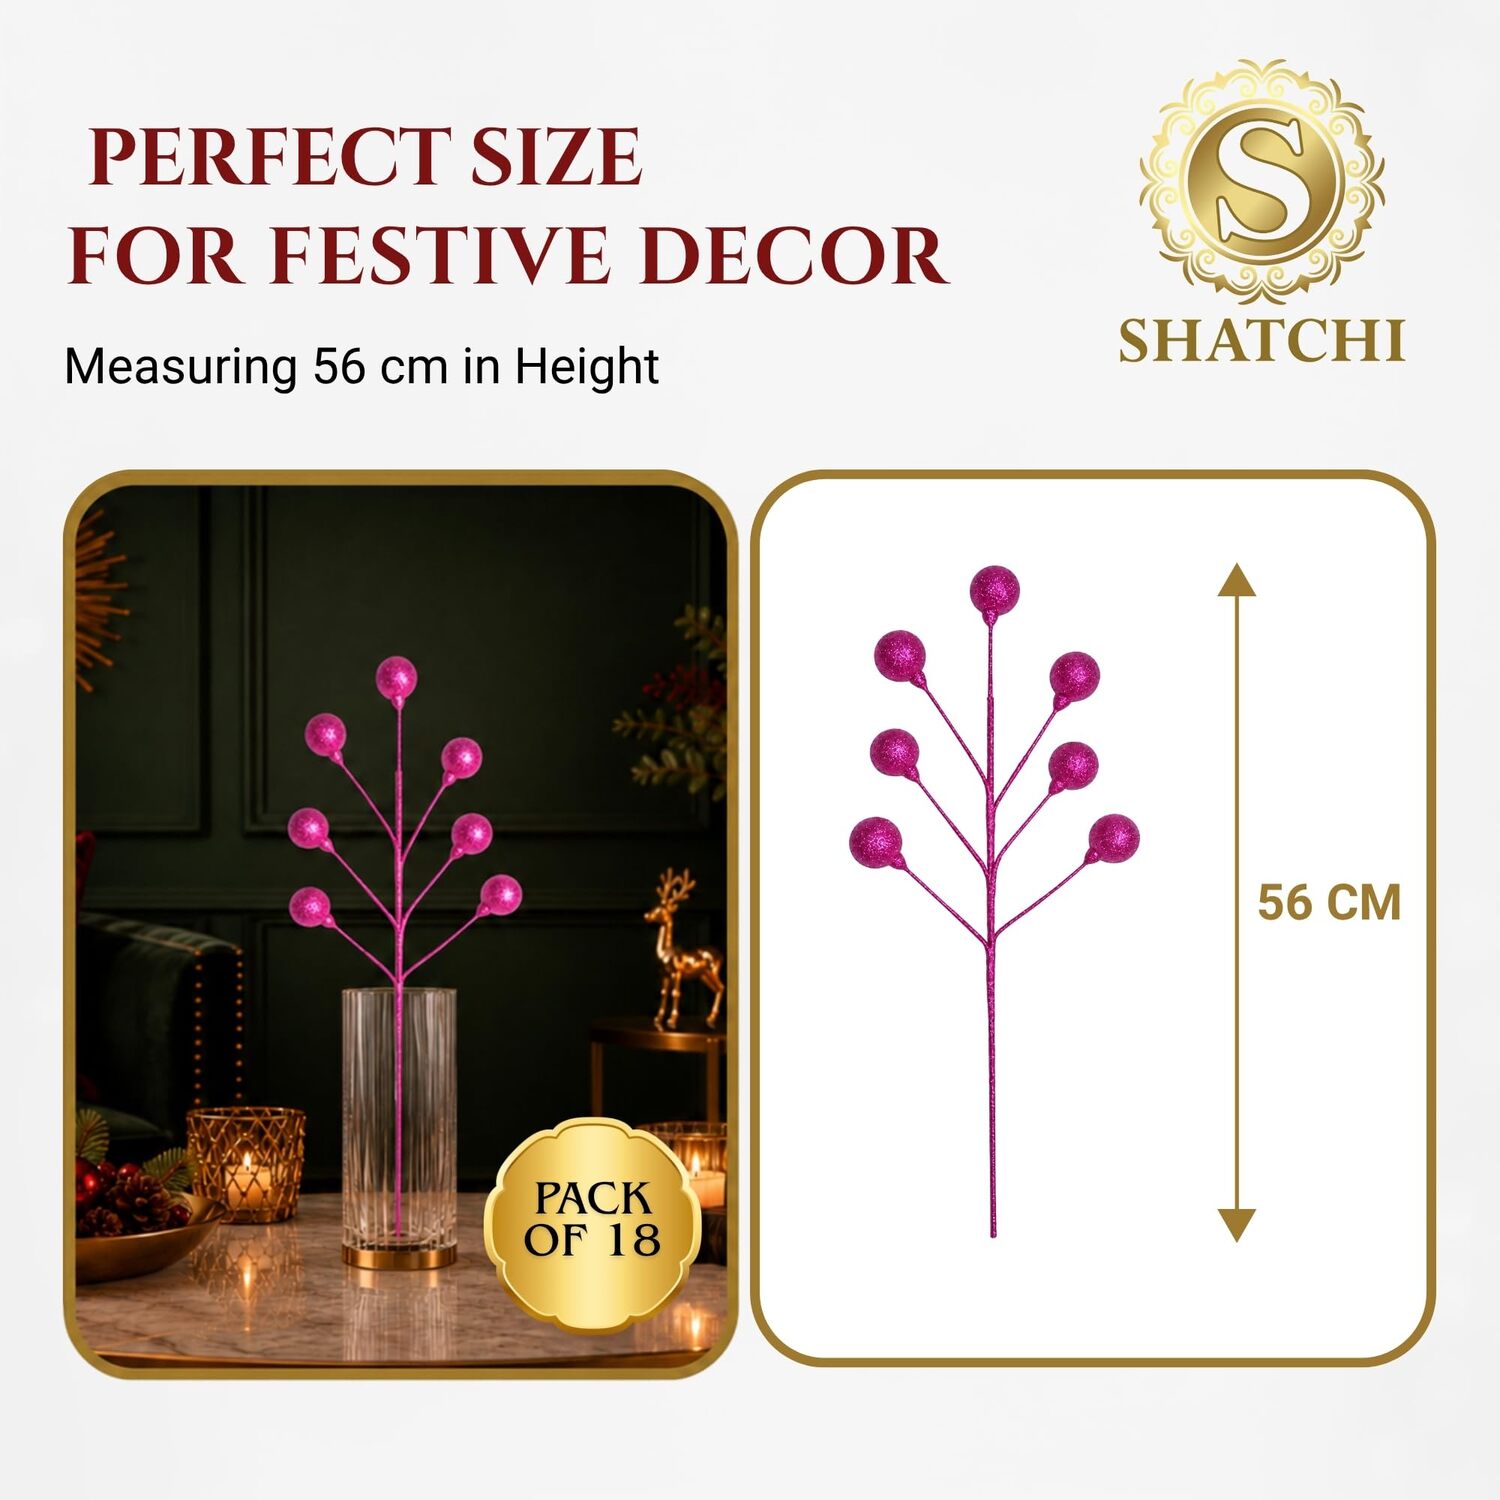 PERFECT SIZE
FOR FESTIVE DECOR
Measuring 56 cm in Height
S
SHATCHI
56 CM
PACK
OF 18